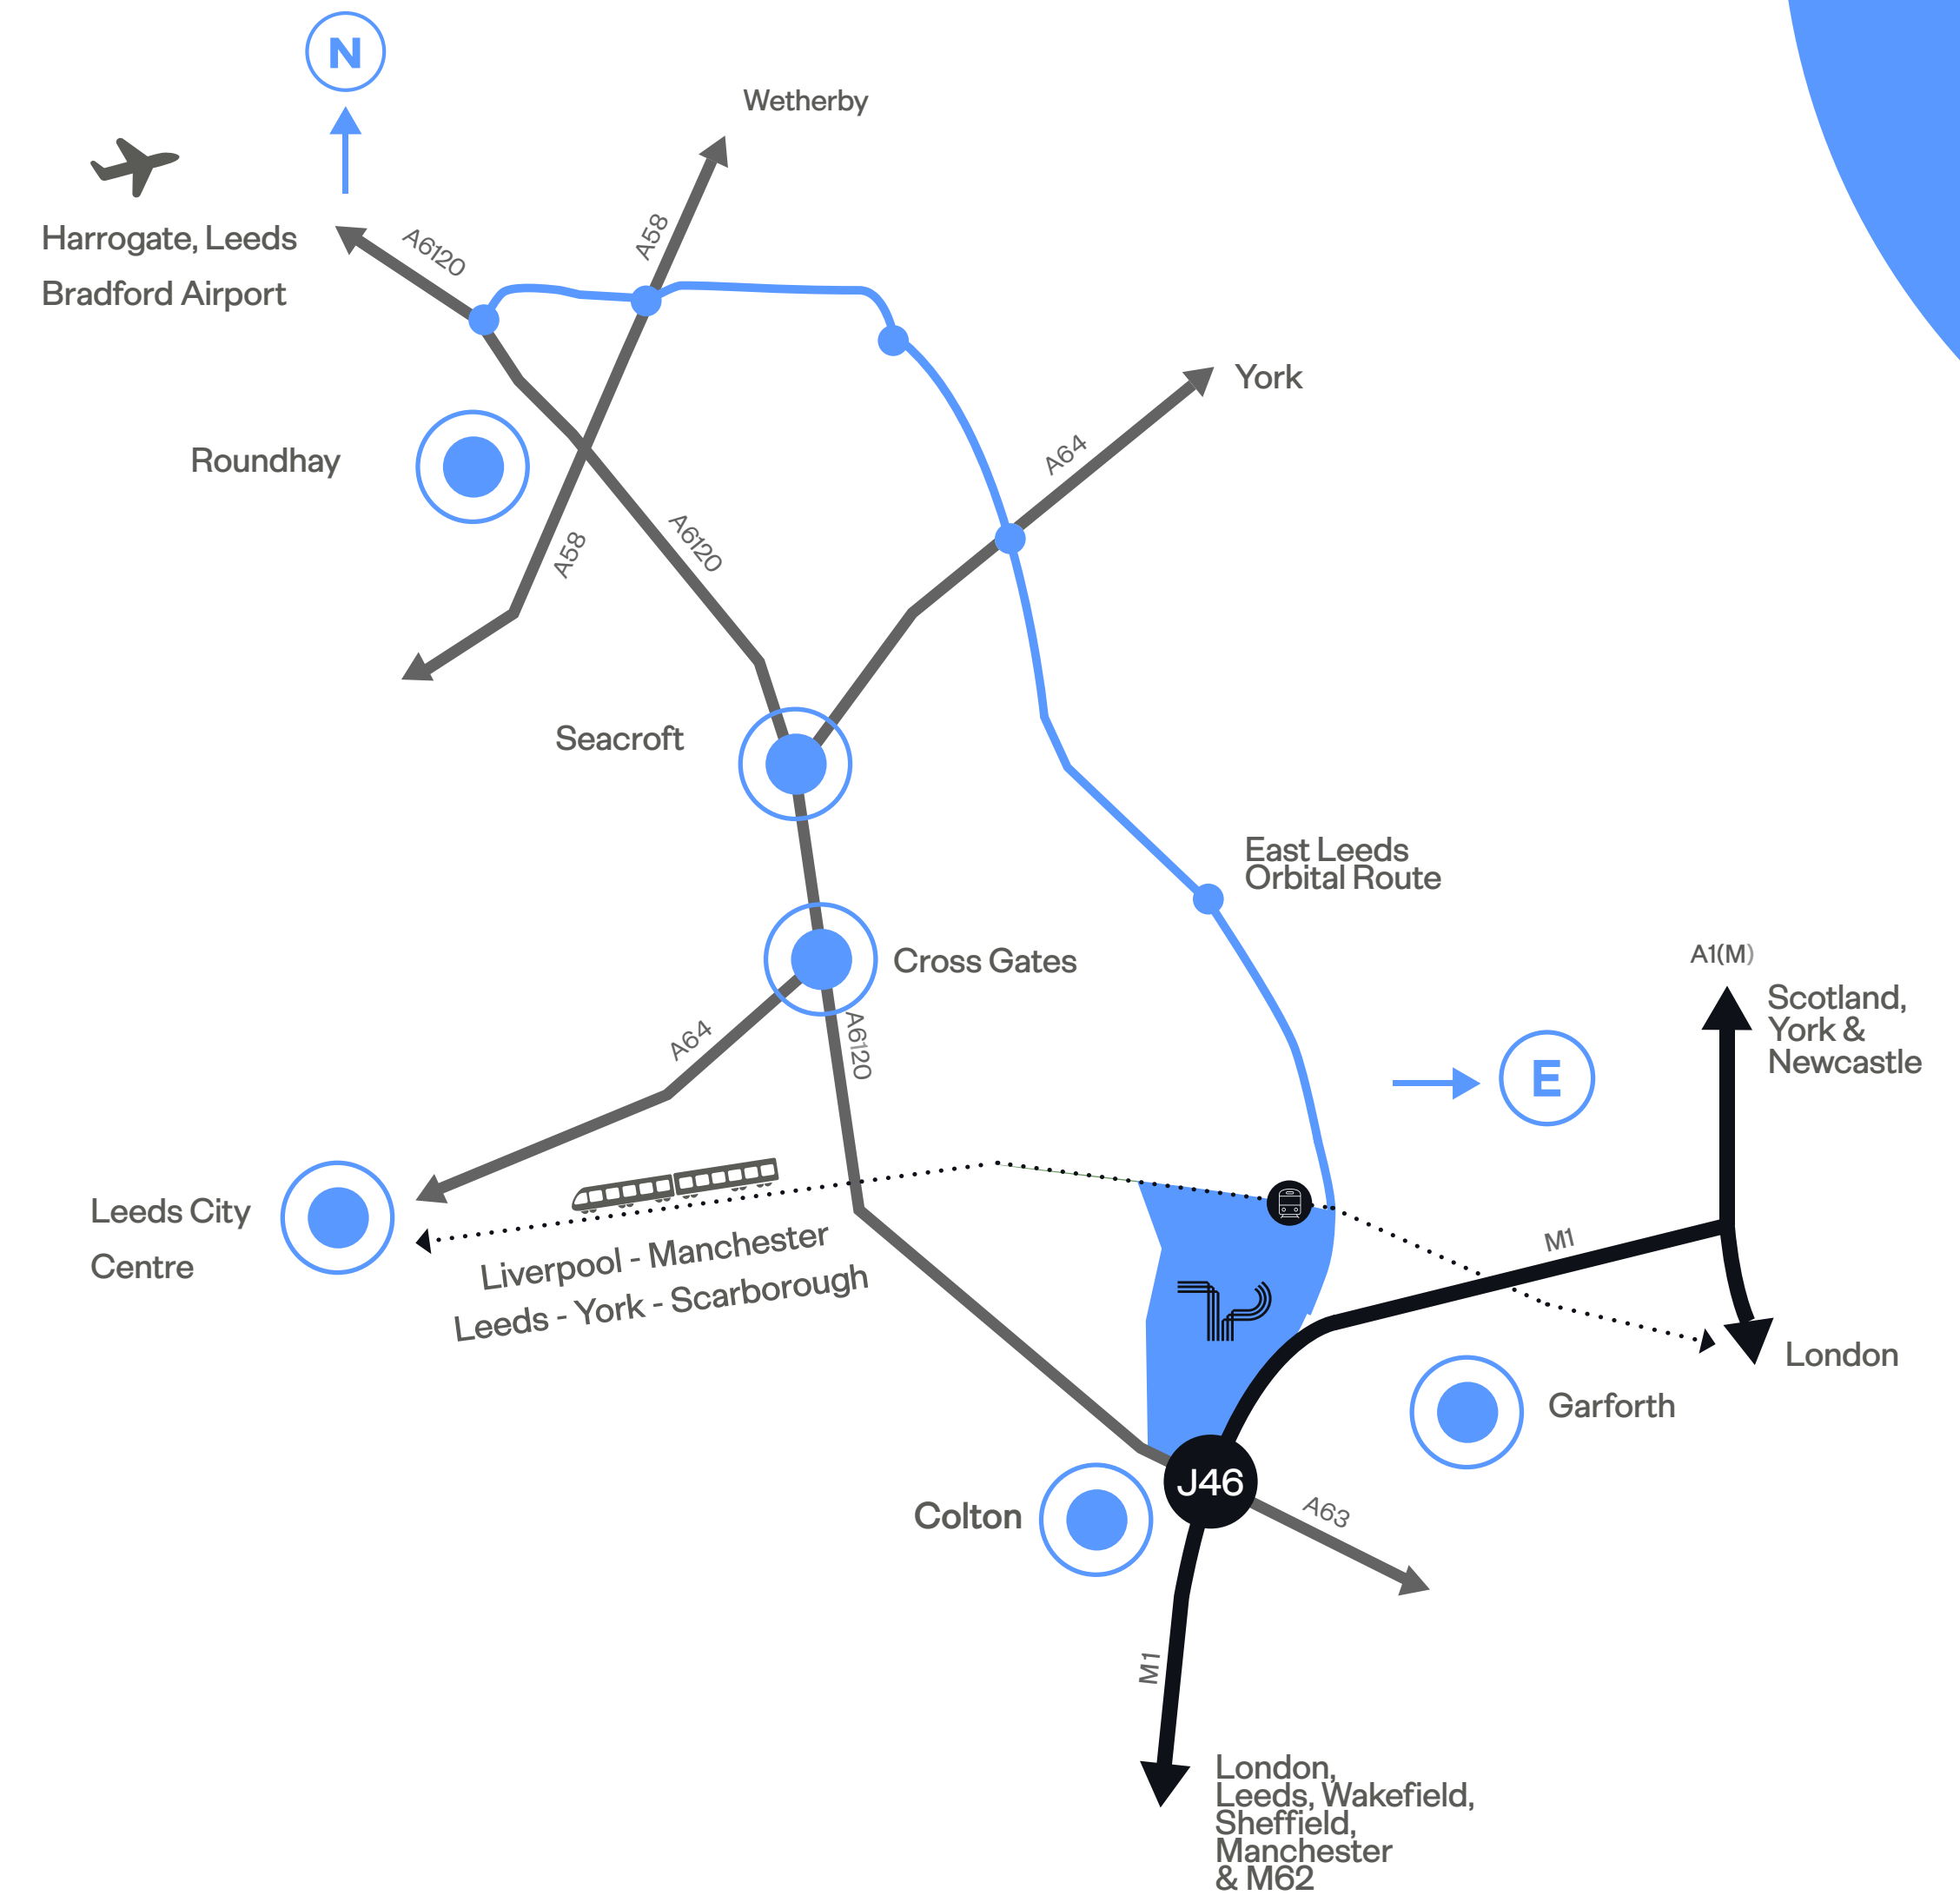 N
Wetherby
Harrogate, Leeds
Bradford Airport
A6120
A58
York
A64
Roundhay
A58
A6120
Seacroft
East Leeds
Orbital Route
Cross Gates
A1(M)
Scotland,
York &
Newcastle
A64
A6120
E
Leeds City
Centre
Liverpool - Manchester
Leeds - York - Scarborough
M1
London
Garforth
J46
Colton
A63
M1
London,
Leeds, Wakefield,
Sheffield,
Manchester
& M62